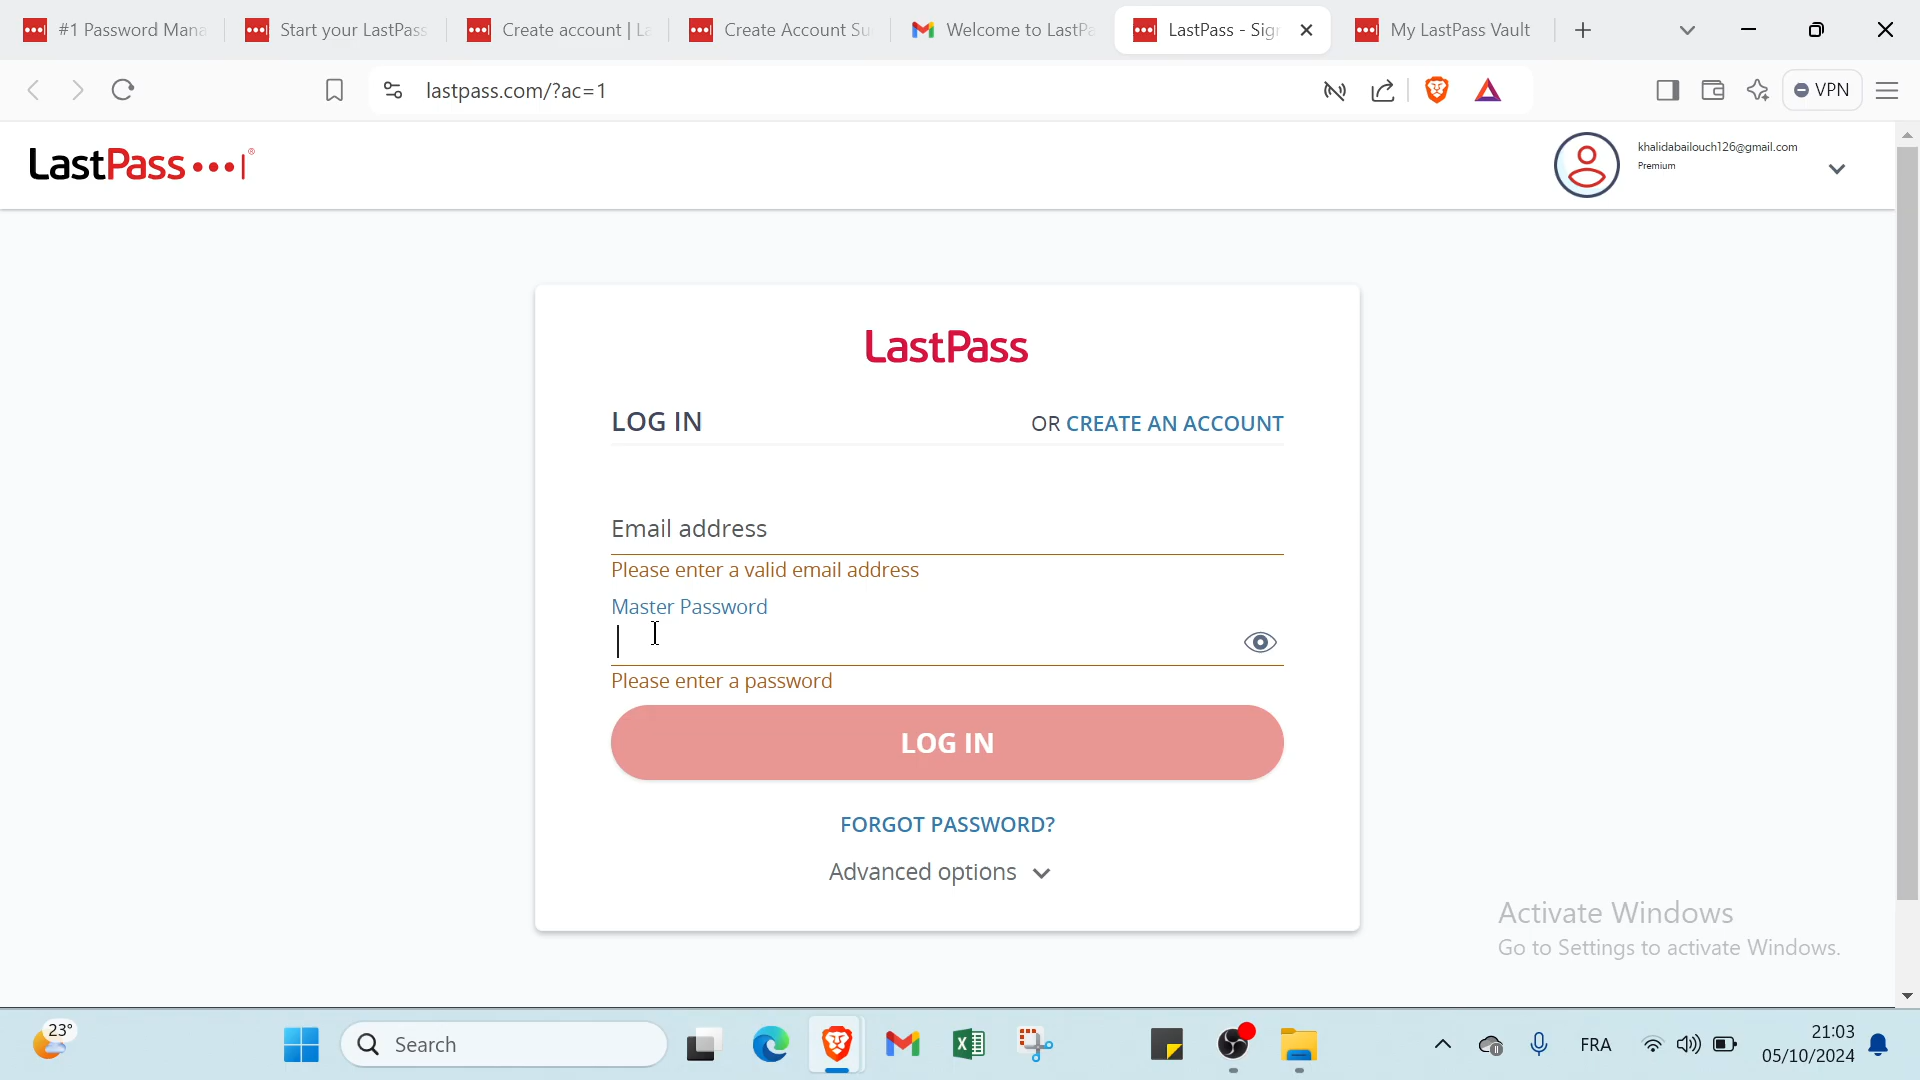 #1 Password Mana
Start your LastPass
Create account | La
Create Account Suc
Welcome to LastPa
LastPass - Sign
My LastPass Vault
lastpass.com/?ac=1
VPN
LastPass
khalidabailouch126@gmail.com
Premium
LastPass
LOG IN
OR CREATE AN ACCOUNT
Email address
Please enter a valid email address
Master Password
Please enter a password
LOG IN
FORGOT PASSWORD?
Advanced options
Activate Windows
Go to Settings to activate Windows.
23°
Search
FRA
21:03
05/10/2024